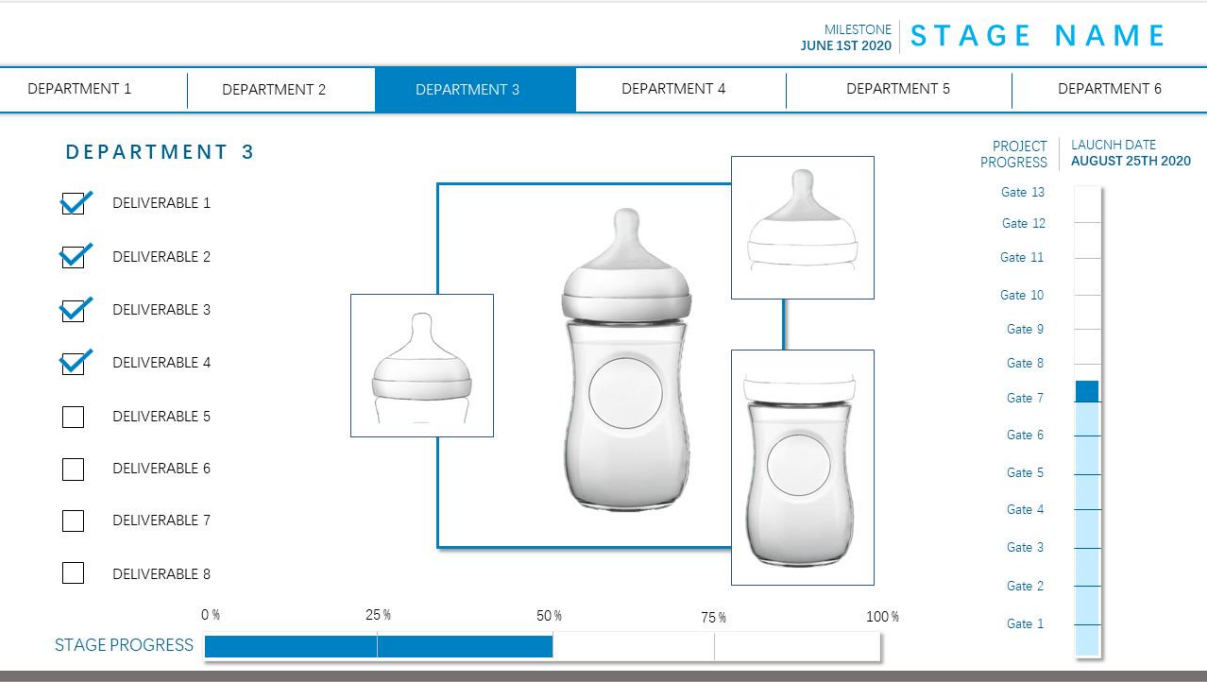 MILESTONE
JUNE 1ST 2020
STAGE NAME
DEPARTMENT 1
DEPARTMENT 2
DEPARTMENT 3
DEPARTMENT 4
DEPARTMENT 5
DEPARTMENT 6
DEPARTMENT 3
DELIVERABLE 1
DELIVERABLE 2
DELIVERABLE 3
DELIVERABLE 4
DELIVERABLE 5
DELIVERABLE 6
DELIVERABLE 7
DELIVERABLE 8
PROJECT
PROGRESS
LAUCNH DATE
AUGUST 25TH 2020
Gate 13
Gate 12
Gate 11
Gate 10
Gate 9
Gate 8
Gate 7
Gate 6
Gate 5
Gate 4
Gate 3
Gate 2
Gate 1
0 %
25 %
50 %
75 %
100 %
STAGE PROGRESS